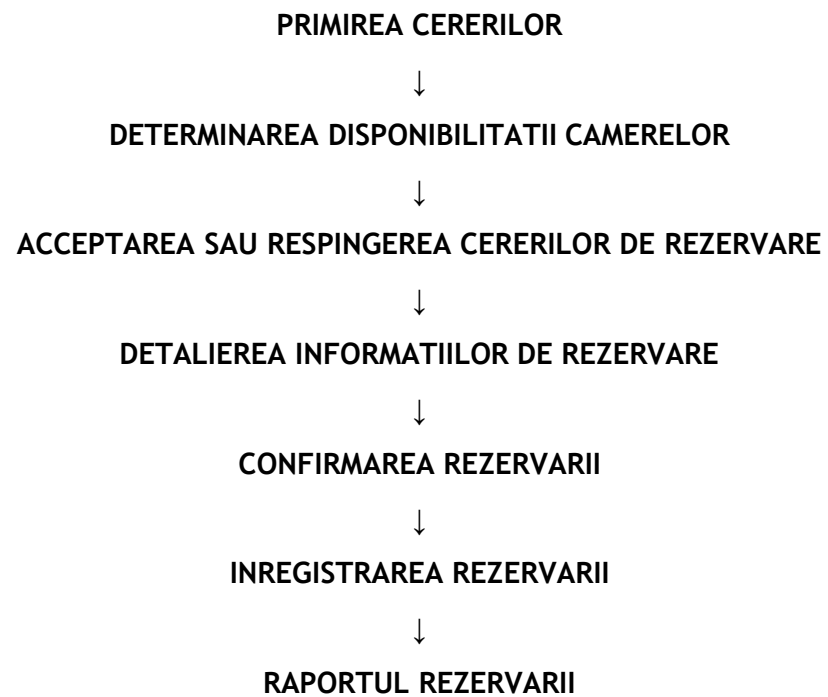 PRIMIREA CERERILOR
↓
DETERMINAREA DISPONIBILITATII CAMERELOR
↓
ACCEPTAREA SAU RESPINGEREA CERERILOR DE REZERVARE
↓
DETALIEREA INFORMATIILOR DE REZERVARE
↓
CONFIRMAREA REZERVARII
↓
INREGISTRAREA REZERVARII
↓
RAPORTUL REZERVARII